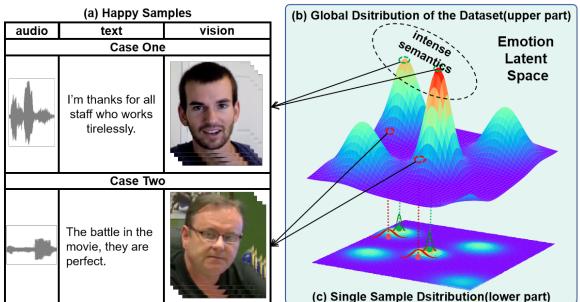 (a) Happy Samples
audio text vision
Case One
I'm thanks for all
staff who works
tirelessly.
Case Two
The battle in the
movie, they are
perfect.
(b) Global Dsitribution of the Dataset(upper part)
intense
semantics
Emotion
Latent
Space
(c) Single Sample Dsitribution(lower part)